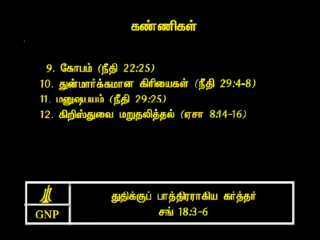 கண்ணிகள்
9. கோபம் (நீதி 22:25)
10. துன்மார்க்கமான கிரியைகள் (நீதி 29:4-8)
11. மனுஷபயம் (நீதி 29:25)
12. கிறிஸ்துவை மறுதலித்தல் (ஏசா 8:14-16)
துதிக்குப் பாத்திரராகிய கர்த்தர்
சங் 18:3-6
GNP